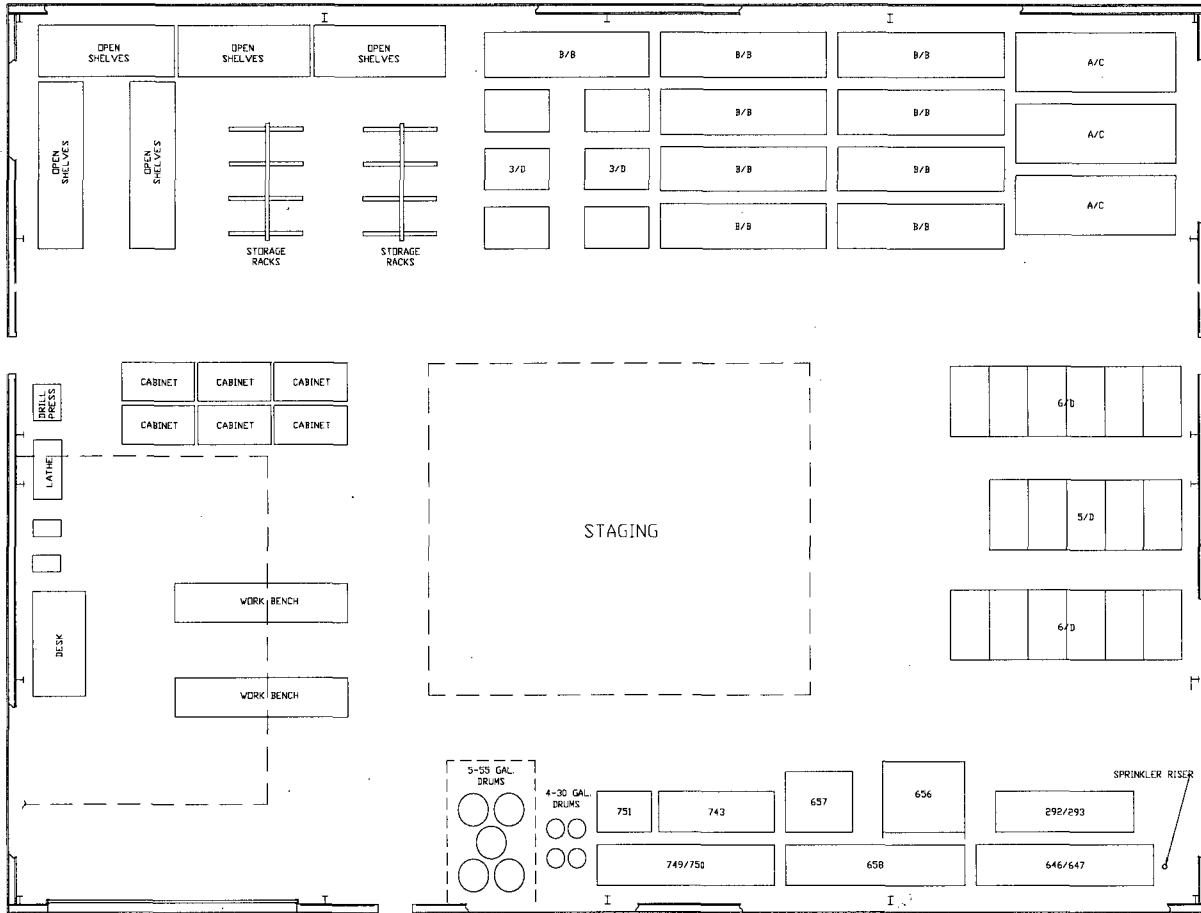 OPEN
SHELVES
OPEN
SHELVES
OPEN
SHELVES
B/B
B/B
B/B
A/C
B/B
B/B
A/C
OPEN
SHELVES
OPEN
SHELVES
3/D
3/D
B/B
B/B
A/C
B/B
B/B
STORAGE
RACKS
STORAGE
RACKS
CABINET
CABINET
CABINET
DRILL
PRESS
6/D
CABINET
CABINET
CABINET
LATHE
5/D
STAGING
WORK BENCH
6/D
DESK
WORK BENCH
5-55 GAL.
DRUMS
4-30 GAL.
DRUMS
SPRINKLER RISER
751
743
657
656
292/293
749/750
658
646/647